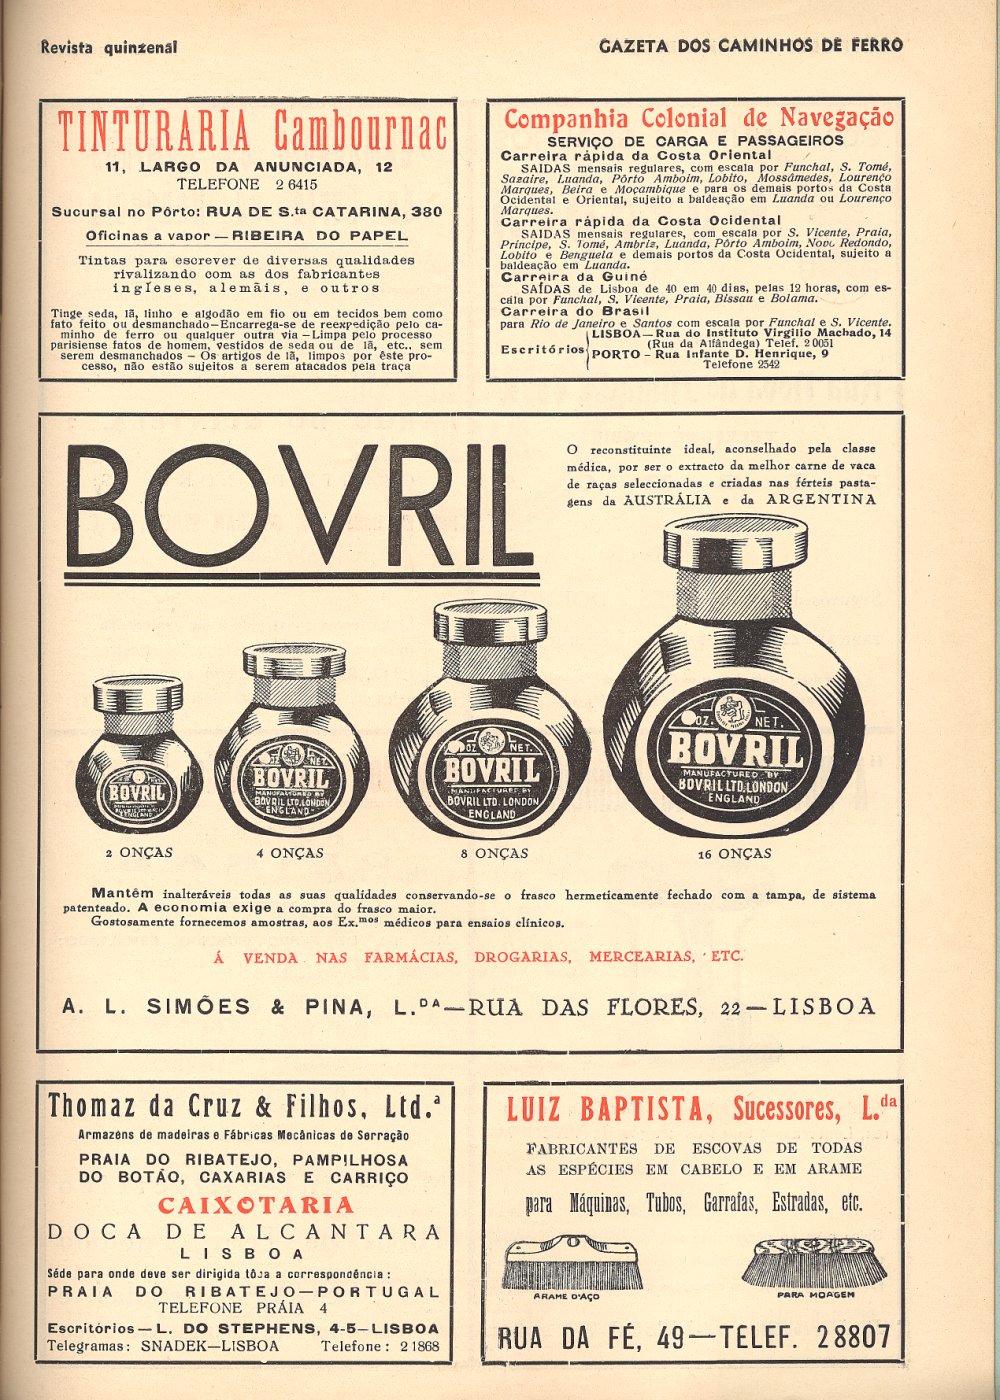 Revista quinzenal
GAZETA DOS CAMINHOS DE FERRO
TINTURARIA Cambournac
11, LARGO DA ANUNCIADA, 12
TELEFONE 2 6415
Sucursal no Pôrto: RUA DE S.ta CATARINA, 380
Oficinas a vapor — RIBEIRA DO PAPEL
Tintas para escrever de diversas qualidades
rivalizando com as dos fabricantes
ingleses, alemãis, e outros
Tinge seda, lã, linho e algodão em fio ou em tecidos bem como
fato feito ou desmanchado—Encarrega-se de reexpedição pelo ca-
minho de ferro ou qualquer outra via — Limpa pelo processo
parisiense fatos de homem, vestidos de seda ou de lã, etc.. sem
serem desmanchados — Os artigos de lã, limpos por êste pro-
cesso, não estão sujeitos a serem atacados pela traça
Companhia Colonial de Navegação
SERVIÇO DE CARGA E PASSAGEIROS
Carreira rápida da Costa Oriental
SAIDAS mensais regulares, com escala por Funchal, S. Tomé,
Sazaire, Luanda, Pôrto Amboim, Lobito, Mossâmedes, Lourenço
Marques, Beira e Moçambique e para os demais portos da Costa
Ocidental e Oriental, sujeito a baldeação em Luanda ou Lourenço
Marques.
Carreira rápida da Costa Ocidental
SAIDAS mensais regulares, com escala por S. Vicente, Praia,
Príncipe, S. Tomé, Ambriz, Luanda, Pôrto Amboim, Novo Redondo,
Lobito e Benguela e demais portos da Costa Ocidental, sujeito a
baldeação em Luanda.
Carreira da Guiné
SAÍDAS de Lisboa de 40 em 40 dias, pelas 12 horas, com es-
cála por Funchal, S. Vicente, Praia, Bissau e Bolama.
Carreira do Brasil
para Rio de Janeiro e Santos com escala por Funchal e S. Vicente.
Escritórios
LISBOA—Rua do Instituto Virgilio Machado, 14
(Rua da Alfândega) Telef. 2 0051
PORTO — Rua Infante D. Henrique, 9
Telefone 2342
BOVRIL
O reconstituinte ideal, aconselhado pela classe
médica, por ser o extracto da melhor carne de vaca
de raças seleccionadas e criadas nas férteis pasta-
gens da AUSTRÁLIA e da ARGENTINA
BOVRIL
ENGLAND
OZ. NET.
BOVRIL
MANUFACTURED BY
BOVRIL LTD. LONDON
ENGLAND
OZ. NET.
BOVRIL
MANUFACTURED BY
BOVRIL LTD. LONDON
ENGLAND
OZ. NET.
BOVRIL
MANUFACTURED BY
BOVRIL LTD. LONDON
ENGLAND
2 ONÇAS
4 ONÇAS
8 ONÇAS
16 ONÇAS
Mantêm inalteráveis todas as suas qualidades conservando-se o frasco hermeticamente fechado com a tampa, de sistema
patenteado. A economia exige a compra do frasco maior.
Gostosamente fornecemos amostras, aos Ex.mos médicos para ensaios clínicos.
Á VENDA NAS FARMÁCIAS, DROGARIAS, MERCEARIAS, ETC.
A. L. SIMÕES & PINA, L.DA—RUA DAS FLORES, 22—LISBOA
Thomaz da Cruz & Filhos, Ltd.a
Armazens de madeiras e Fábricas Mecânicas de Serração
PRAIA DO RIBATEJO, PAMPILHOSA
DO BOTÃO, CAXARIAS E CARRIÇO
CAIXOTARIA
DOCA DE ALCANTARA
LISBOA
Séde para onde deve ser dirigida tôda a correspondência:
PRAIA DO RIBATEJO—PORTUGAL
TELEFONE PRÁIA 4
Escritórios — L. DO STEPHENS, 4-5—LISBOA
Telegramas: SNADEK—LISBOA Telefone: 2 1868
LUIZ BAPTISTA, Sucessores, L.da
FABRICANTES DE ESCOVAS DE TODAS
AS ESPÉCIES EM CABELO E EM ARAME
para Máquinas, Tubos, Garrafas, Estradas, etc.
ARAME D'AÇO
PARA MOAGEM
RUA DA FÉ, 49—TELEF. 2 8807